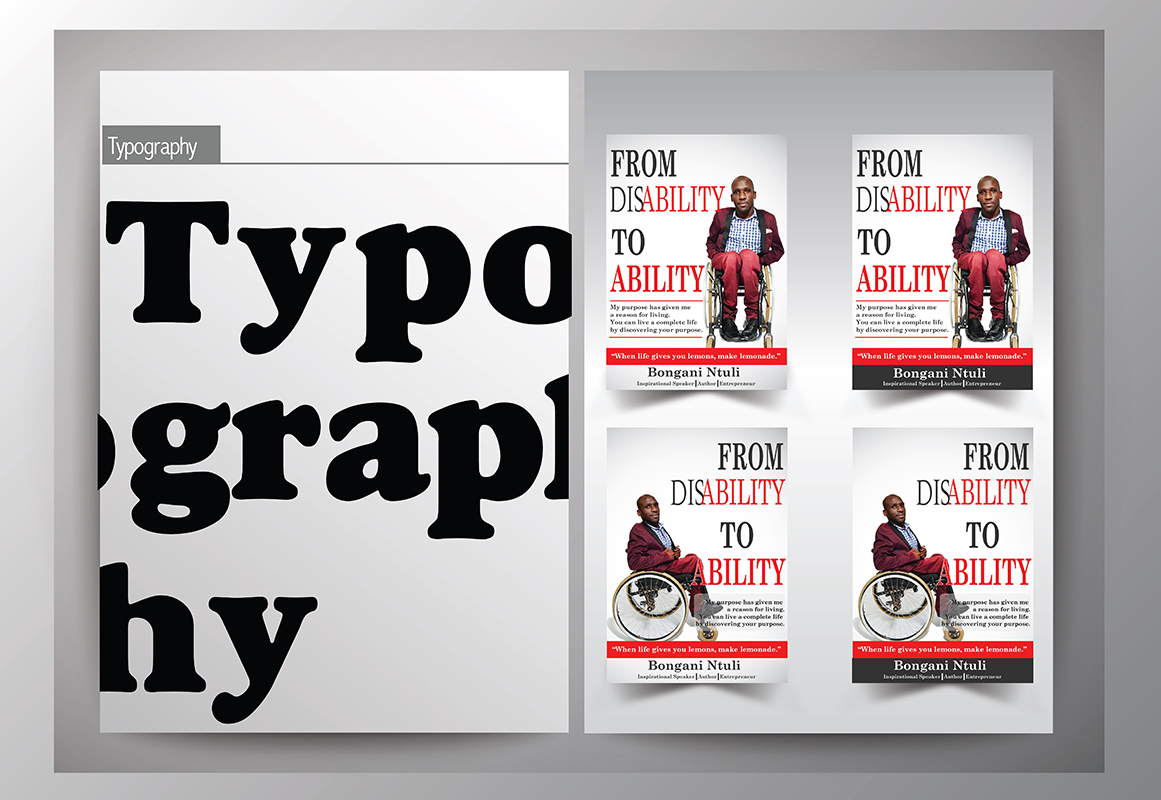 Typography
Typo
ograph
hy
FROM
DISABILITY
TO
ABILITY
My purpose has given me
a reason for living.
You can live a complete life
by discovering your purpose.
“When life gives you lemons, make lemonade.”
Bongani Ntuli
Inspirational Speaker | Author | Entrepreneur
FROM
DISABILITY
TO
ABILITY
My purpose has given me
a reason for living.
You can live a complete life
by discovering your purpose.
“When life gives you lemons, make lemonade.”
Bongani Ntuli
Inspirational Speaker | Author | Entrepreneur
FROM
DISABILITY
TO
ABILITY
My purpose has given me
a reason for living.
You can live a complete life
by discovering your purpose.
“When life gives you lemons, make lemonade.”
Bongani Ntuli
Inspirational Speaker | Author | Entrepreneur
FROM
DISABILITY
TO
ABILITY
My purpose has given me
a reason for living.
You can live a complete life
by discovering your purpose.
“When life gives you lemons, make lemonade.”
Bongani Ntuli
Inspirational Speaker | Author | Entrepreneur